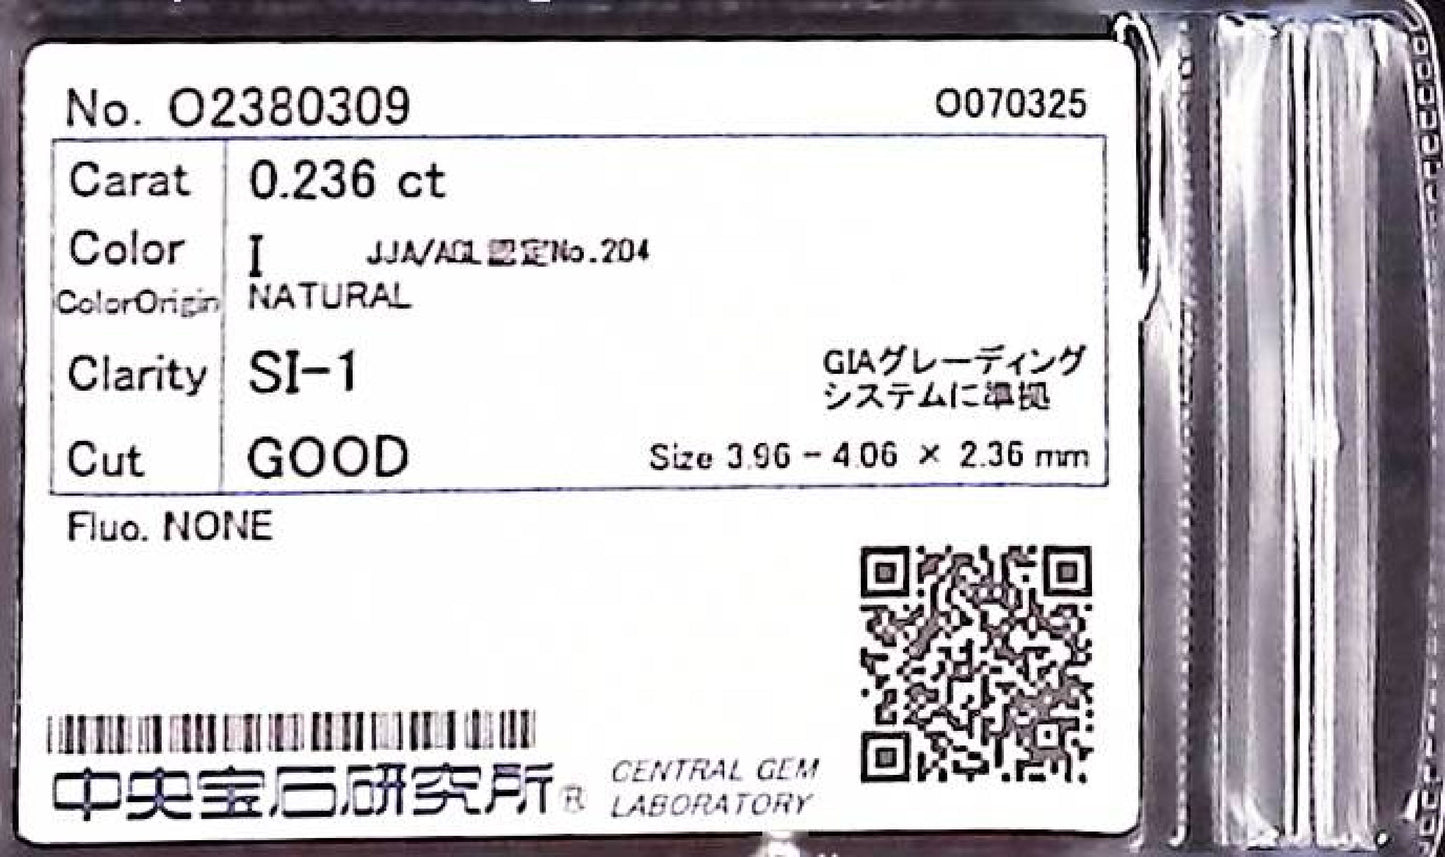 No. O2380309
O070325
Carat 0.236 ct
Color I JJA/AGL認定No.204
ColorOrigin NATURAL
Clarity SI-1
GIAグレーディング
システムに準拠
Cut GOOD Size 3.96 - 4.06 × 2.36 mm
Fluo. NONE
中央宝石研究所® CENTRAL GEM
LABORATORY